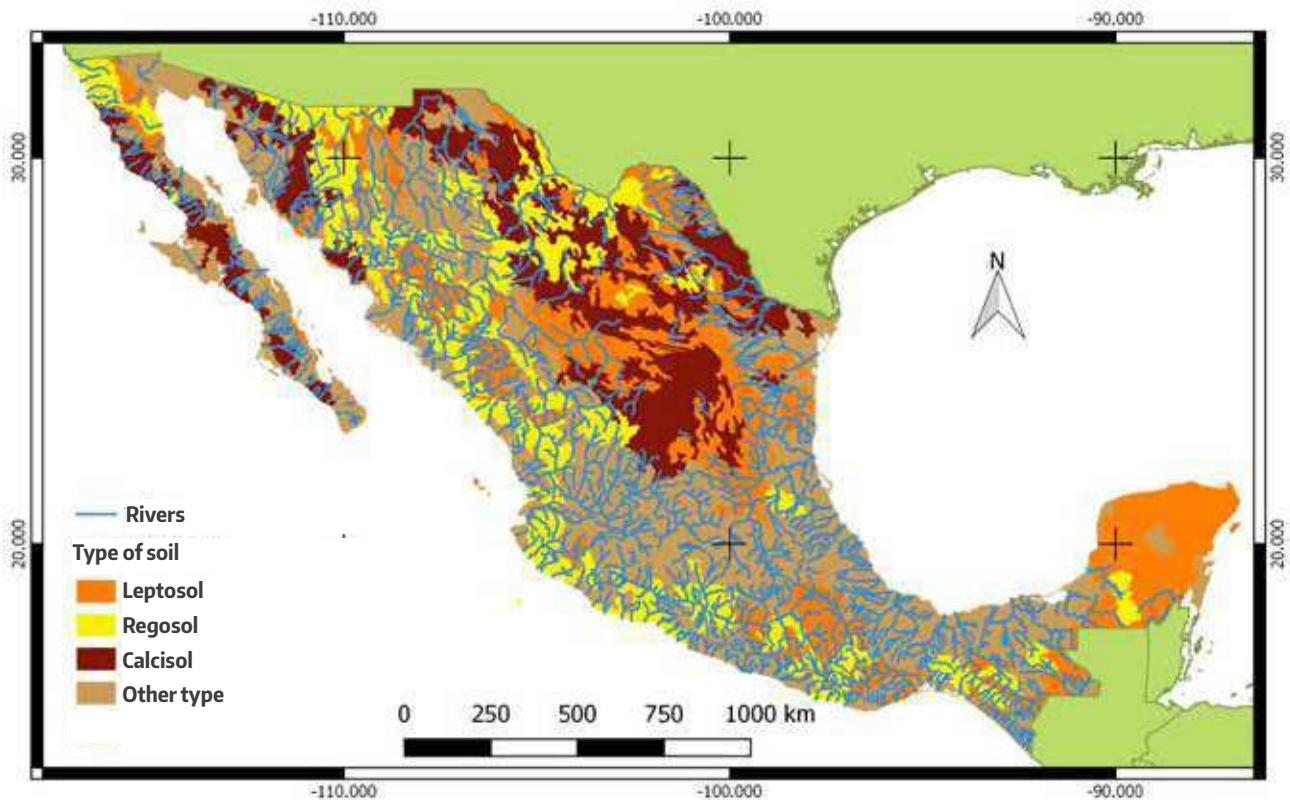 -110.000 -100.000 -90.000
30.000 30.000
N
20.000 20.000
Rivers
Type of soil
Leptosol
Regosol
Calcisol
Other type
0 250 500 750 1000 km
-110.000 -100.000 -90.000